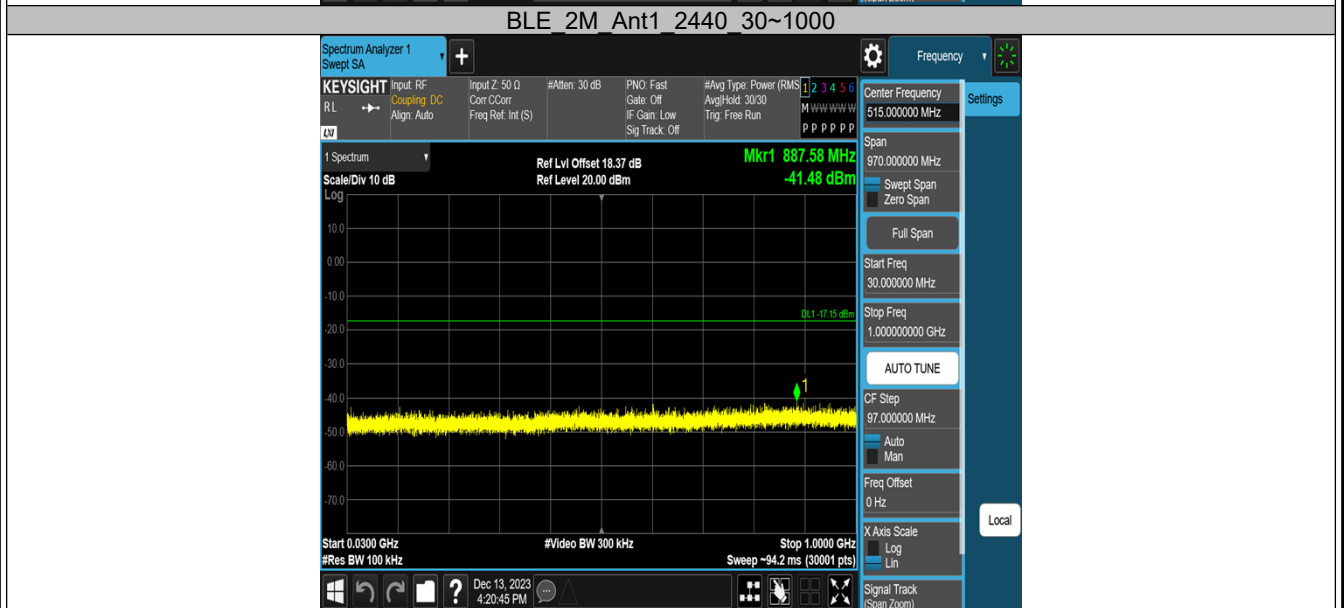 BLE_2M_Ant1_2440_30~1000
Spectrum Analyzer 1
Swept SA
+
Frequency
KEYSIGHT
RL
LXI
Input: RF
Coupling: DC
Align: Auto
Input Z: 50 Ω
Corr CCorr
Freq Ref: Int (S)
#Atten: 30 dB
PNO: Fast
Gate: Off
IF Gain: Low
Sig Track: Off
#Avg Type: Power (RMS
Avg|Hold: 30/30
Trig: Free Run
1 2 3 4 5 6
M W W W W W
P P P P P P
1 Spectrum
Scale/Div 10 dB
Log
Ref Lvl Offset 18.37 dB
Ref Level 20.00 dBm
Mkr1 887.58 MHz
-41.48 dBm
10.0
0.00
-10.0
DL1 -17.15 dBm
-20.0
-30.0
1
-40.0
-50.0
-60.0
-70.0
Start 0.0300 GHz
#Res BW 100 kHz
#Video BW 300 kHz
Stop 1.0000 GHz
Sweep ~94.2 ms (30001 pts)
Center Frequency
515.000000 MHz
Settings
Span
970.000000 MHz
Swept Span
Zero Span
Full Span
Start Freq
30.000000 MHz
Stop Freq
1.000000000 GHz
AUTO TUNE
CF Step
97.000000 MHz
Auto
Man
Freq Offset
0 Hz
X Axis Scale
Log
Lin
Local
Signal Track
(Span Zoom)
?
Dec 13, 2023
4:20:45 PM